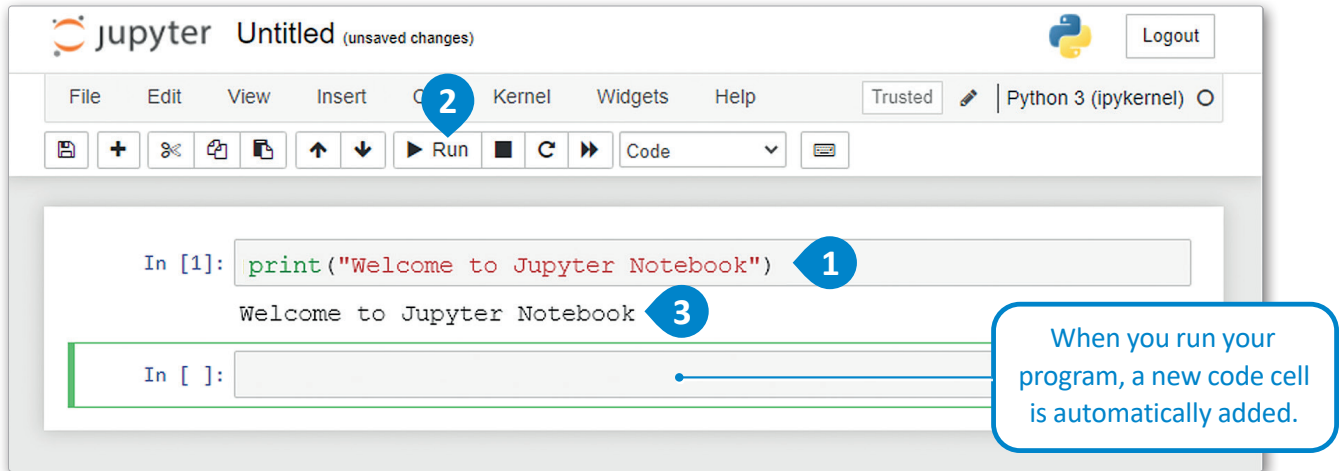 jupyter Untitled (unsaved changes) Logout
File Edit View Insert C 2 Kernel Widgets Help Trusted Python 3 (ipykernel)
Run Code
In [1]: print("Welcome to Jupyter Notebook") 1
Welcome to Jupyter Notebook 3
In [ ]:
When you run your
program, a new code cell
is automatically added.